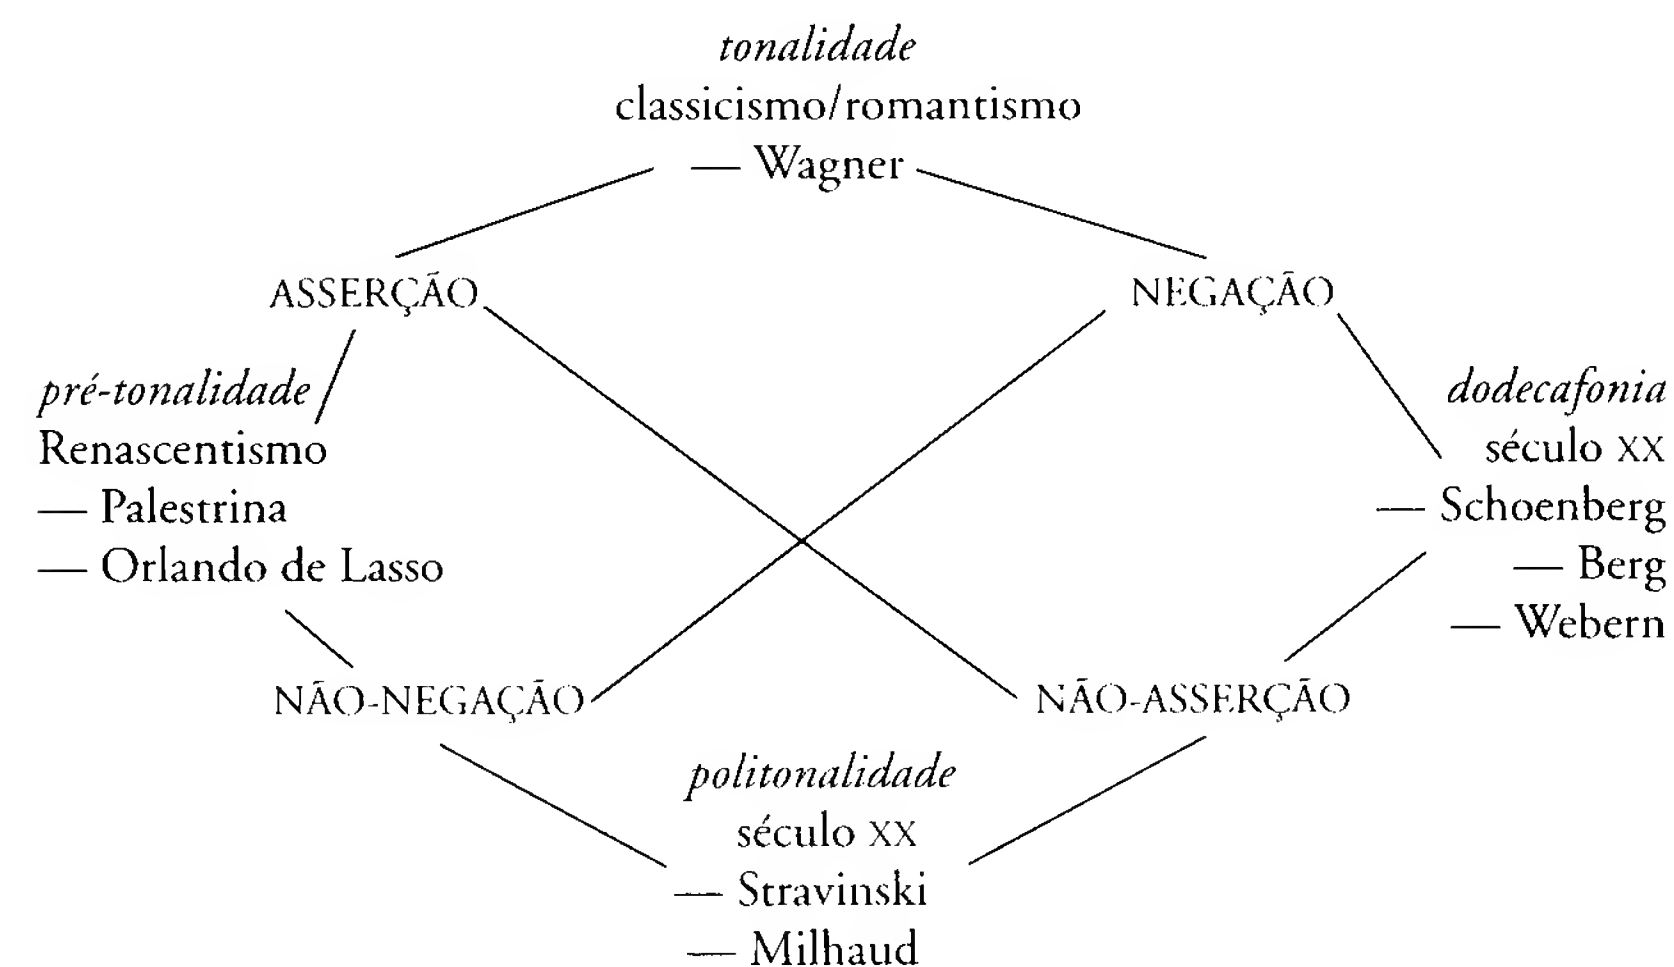 tonalidade
classicismo/romantismo
— Wagner
ASSERÇÃO
NEGAÇÃO
pré-tonalidade
Renascentismo
— Palestrina
— Orlando de Lasso
dodecafonia
século XX
— Schoenberg
— Berg
— Webern
NÃO-NEGAÇÃO
NÃO-ASSERÇÃO
politonalidade
século XX
— Stravinski
— Milhaud